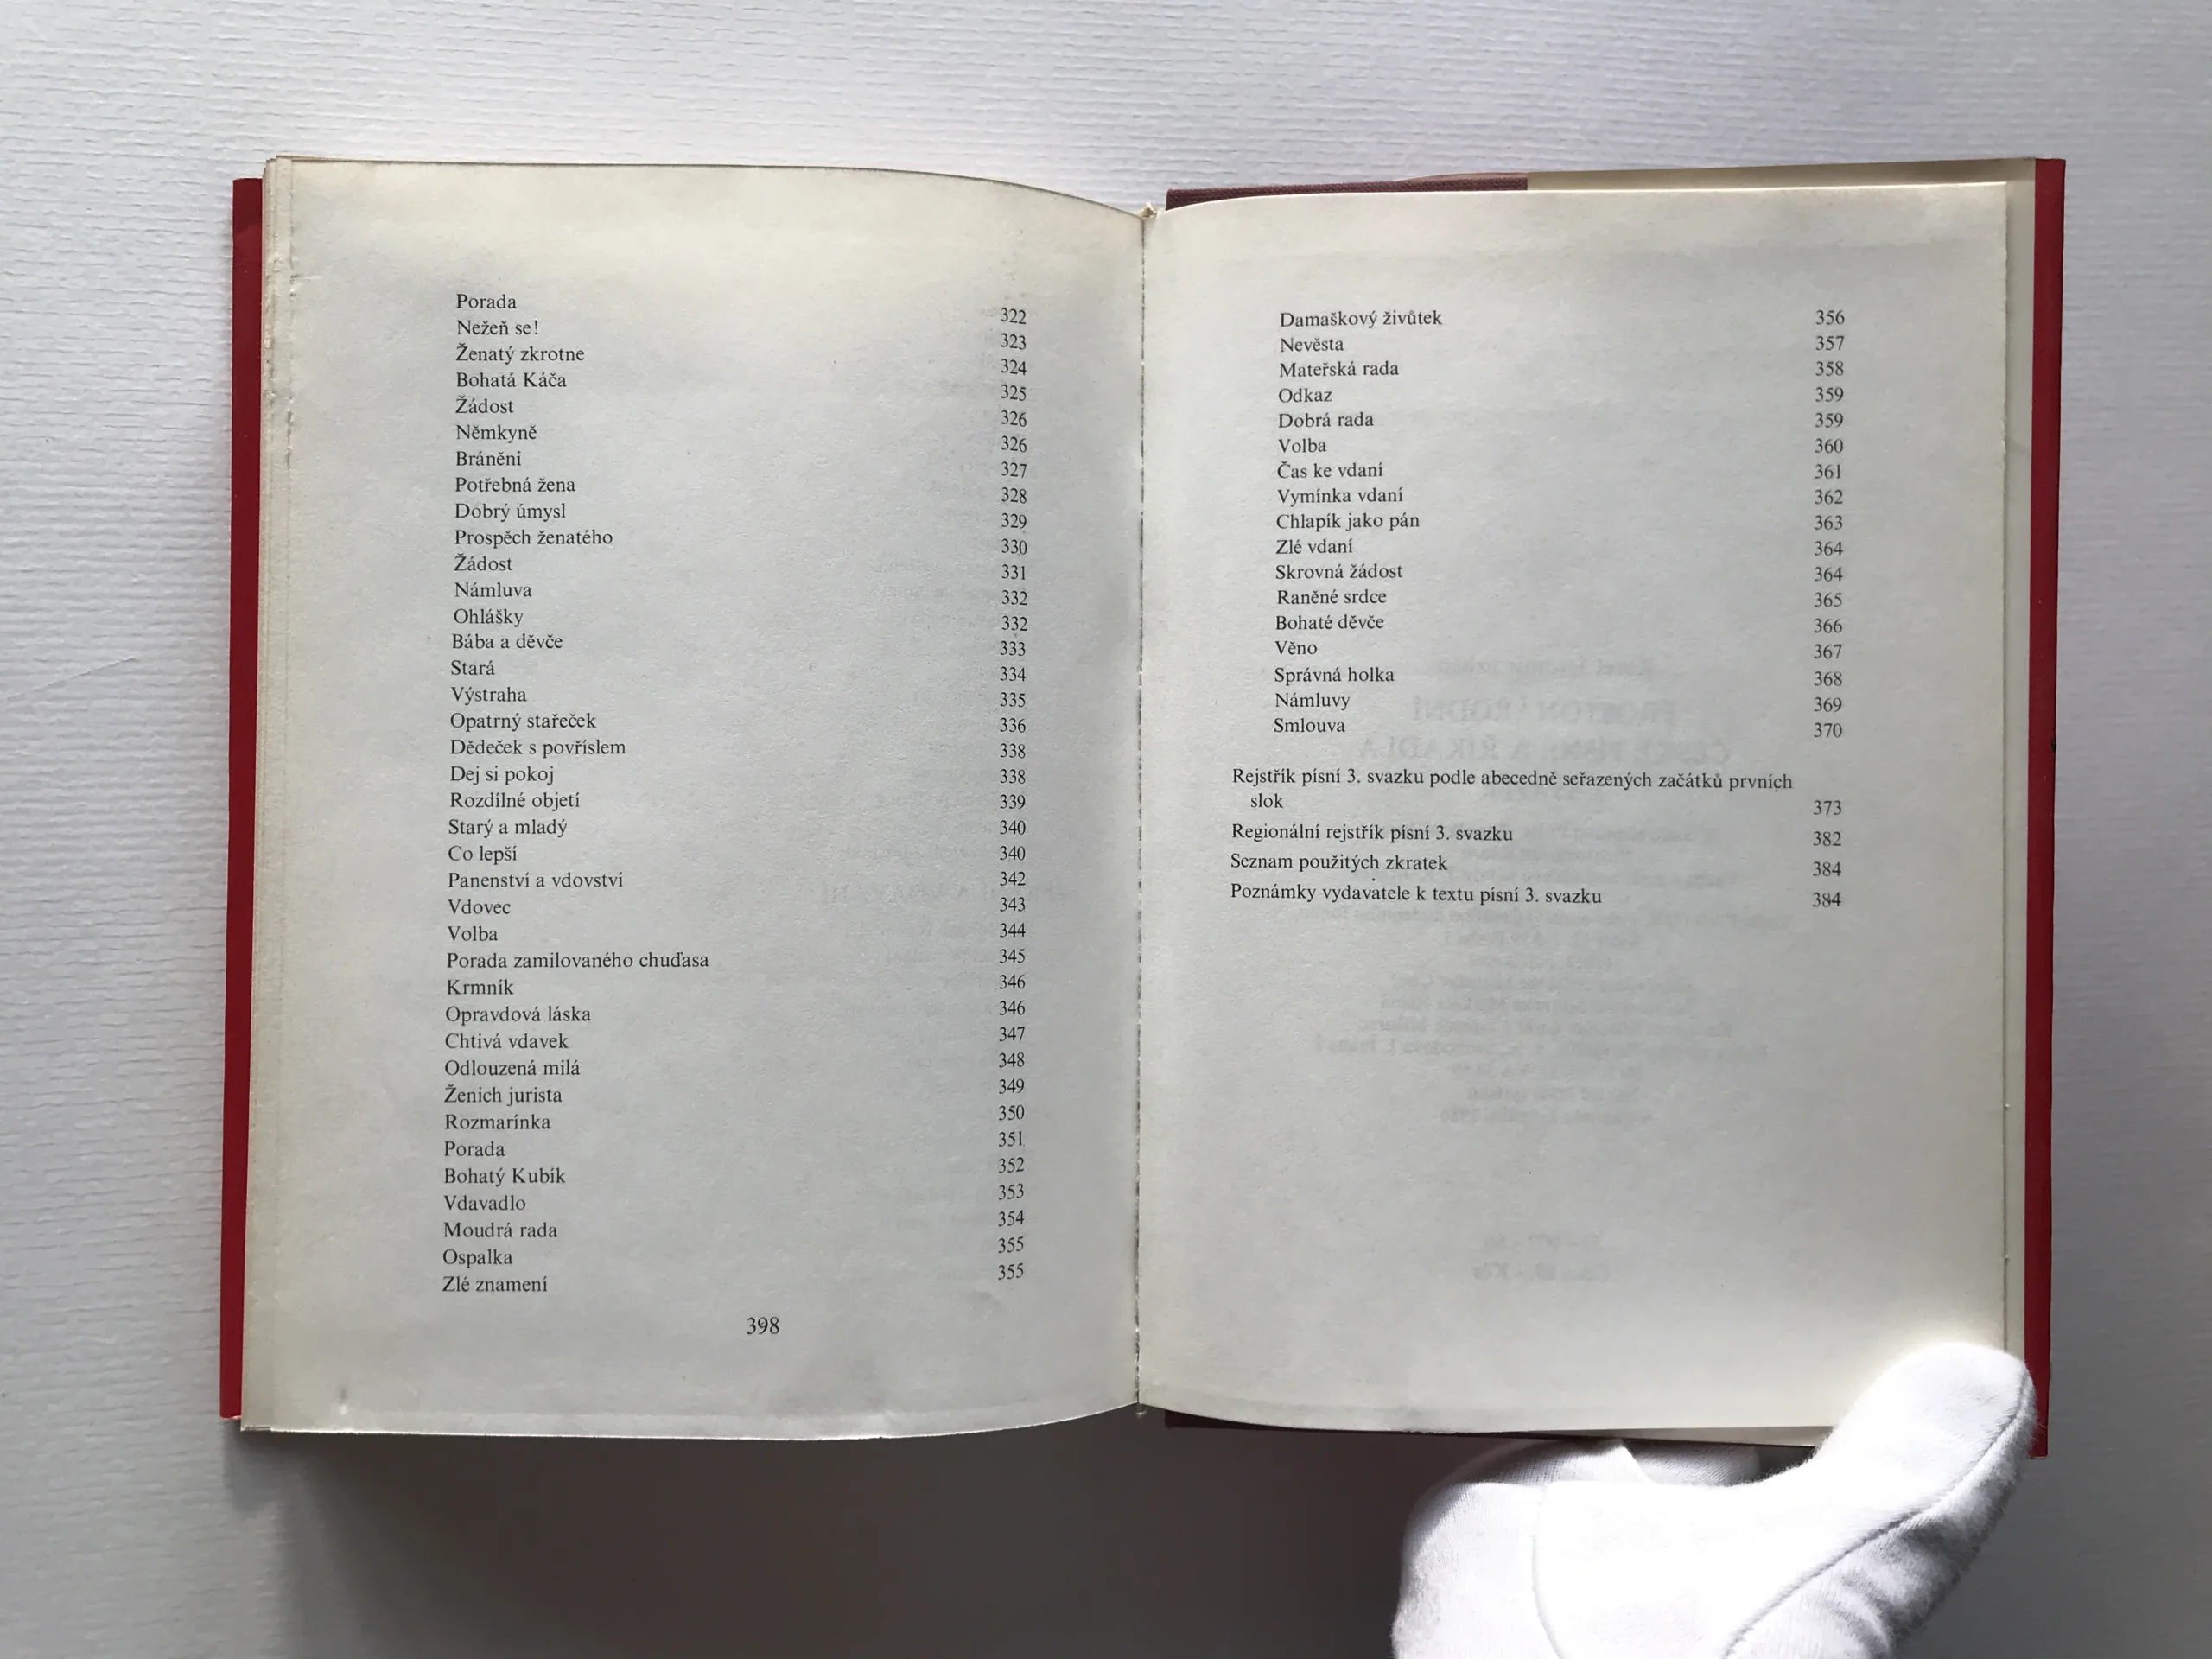 Porada 322
Nežeň se! 323
Ženatý zkrotne 324
Bohatá Káča 325
Žádost 326
Němkyně 326
Bránění 327
Potřebná žena 328
Dobrý úmysl 329
Prospěch ženatého 330
Žádost 331
Námluva 332
Ohlášky 332
Bába a děvče 333
Stará 334
Výstraha 335
Opatrný stařeček 336
Dědeček s povříslem 338
Dej si pokoj 338
Rozdílné objetí 339
Starý a mladý 340
Co lepší 340
Panenství a vdovství 342
Vdovec 343
Volba 344
Porada zamilovaného chuďasa 345
Krmník 346
Opravdová láska 346
Chtivá vdavek 347
Odlouzená milá 348
Ženich jurista 349
Rozmarínka 350
Porada 351
Bohatý Kubík 352
Vdavadlo 353
Moudrá rada 354
Ospalka 355
Zlé znamení 355
398
Damaškový živůtek 356
Nevěsta 357
Mateřská rada 358
Odkaz 359
Dobrá rada 359
Volba 360
Čas ke vdaní 361
Vymínka vdaní 362
Chlapík jako pán 363
Zlé vdaní 364
Skrovná žádost 364
Raněné srdce 365
Bohaté děvče 366
Věno 367
Správná holka 368
Námluvy 369
Smlouva 370
Rejstřík písní 3. svazku podle abecedně seřazených začátků prvních
slok 373
Regionální rejstřík písní 3. svazku 382
Seznam použitých zkratek 384
Poznámky vydavatele k textu písní 3. svazku 384